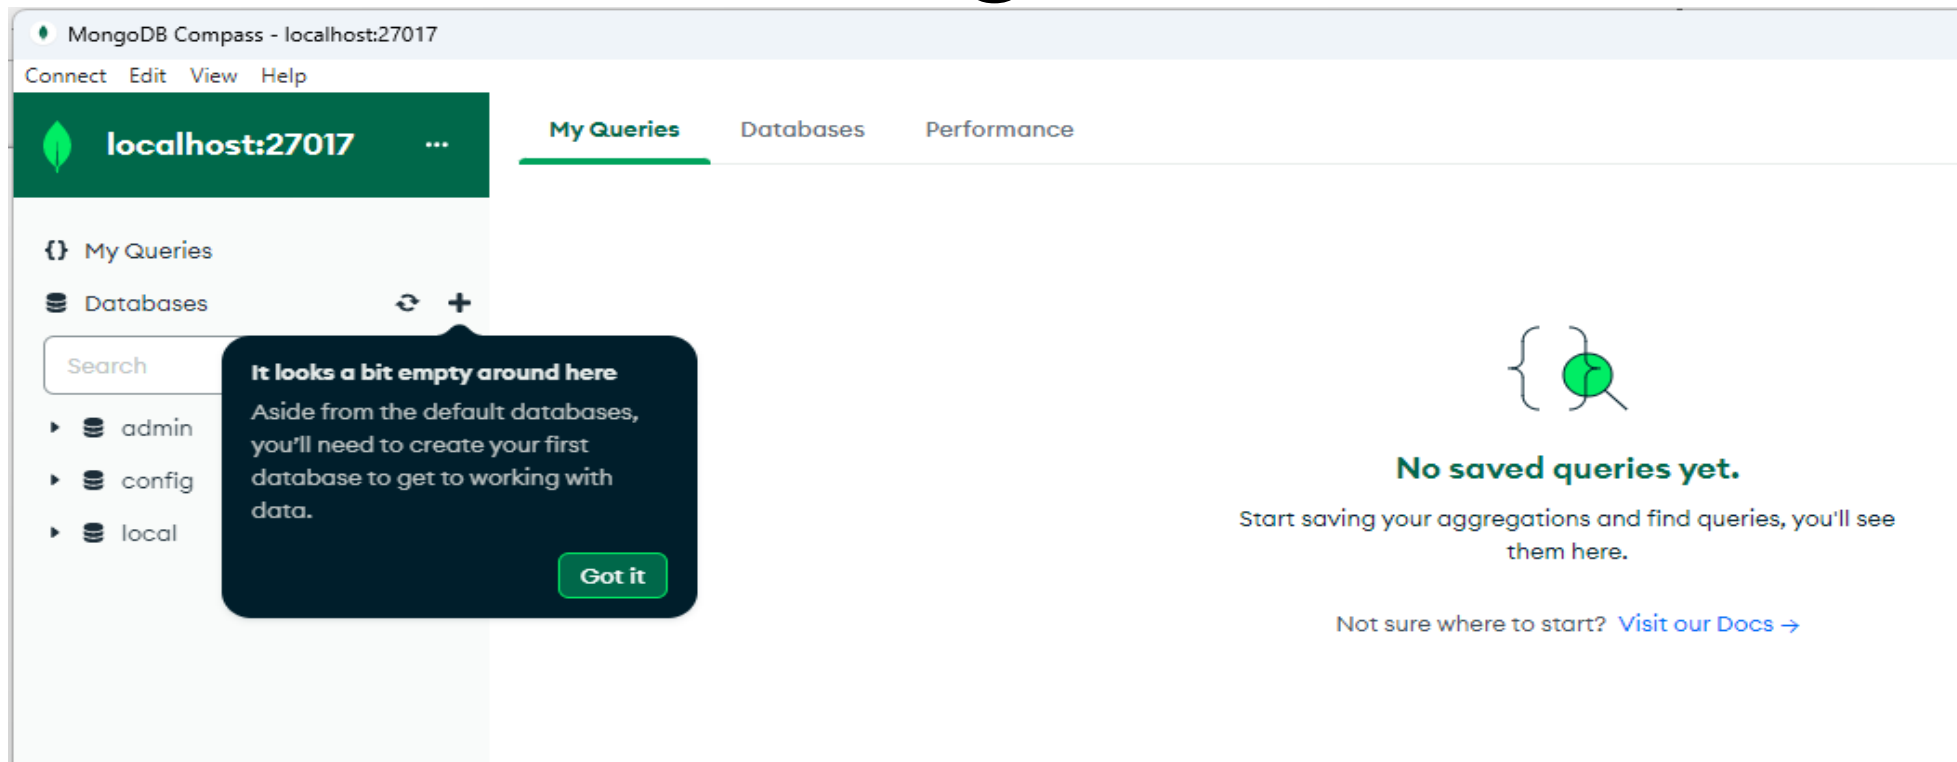 MongoDB Compass - localhost:27017
Connect Edit View Help
localhost:27017 ...
My Queries Databases Performance
{} My Queries
Databases
Search
It looks a bit empty around here
Aside from the default databases,
you'll need to create your first
database to get to working with
data.
Got it
admin
config
local
No saved queries yet.
Start saving your aggregations and find queries, you'll see
them here.
Not sure where to start? Visit our Docs →